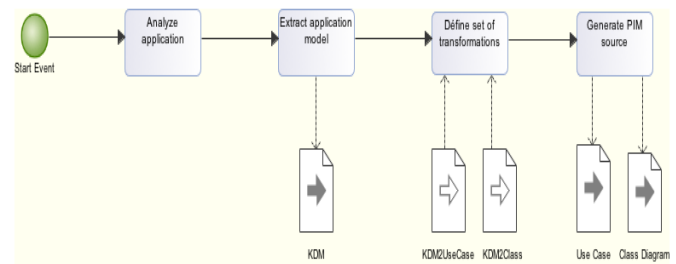 Start Event
Analyze
application
Extract application
model
Défine set of
transformations
Generate PIM
source
KDM
KDM2UseCase
KDM2Class
Use Case
Class Diagram